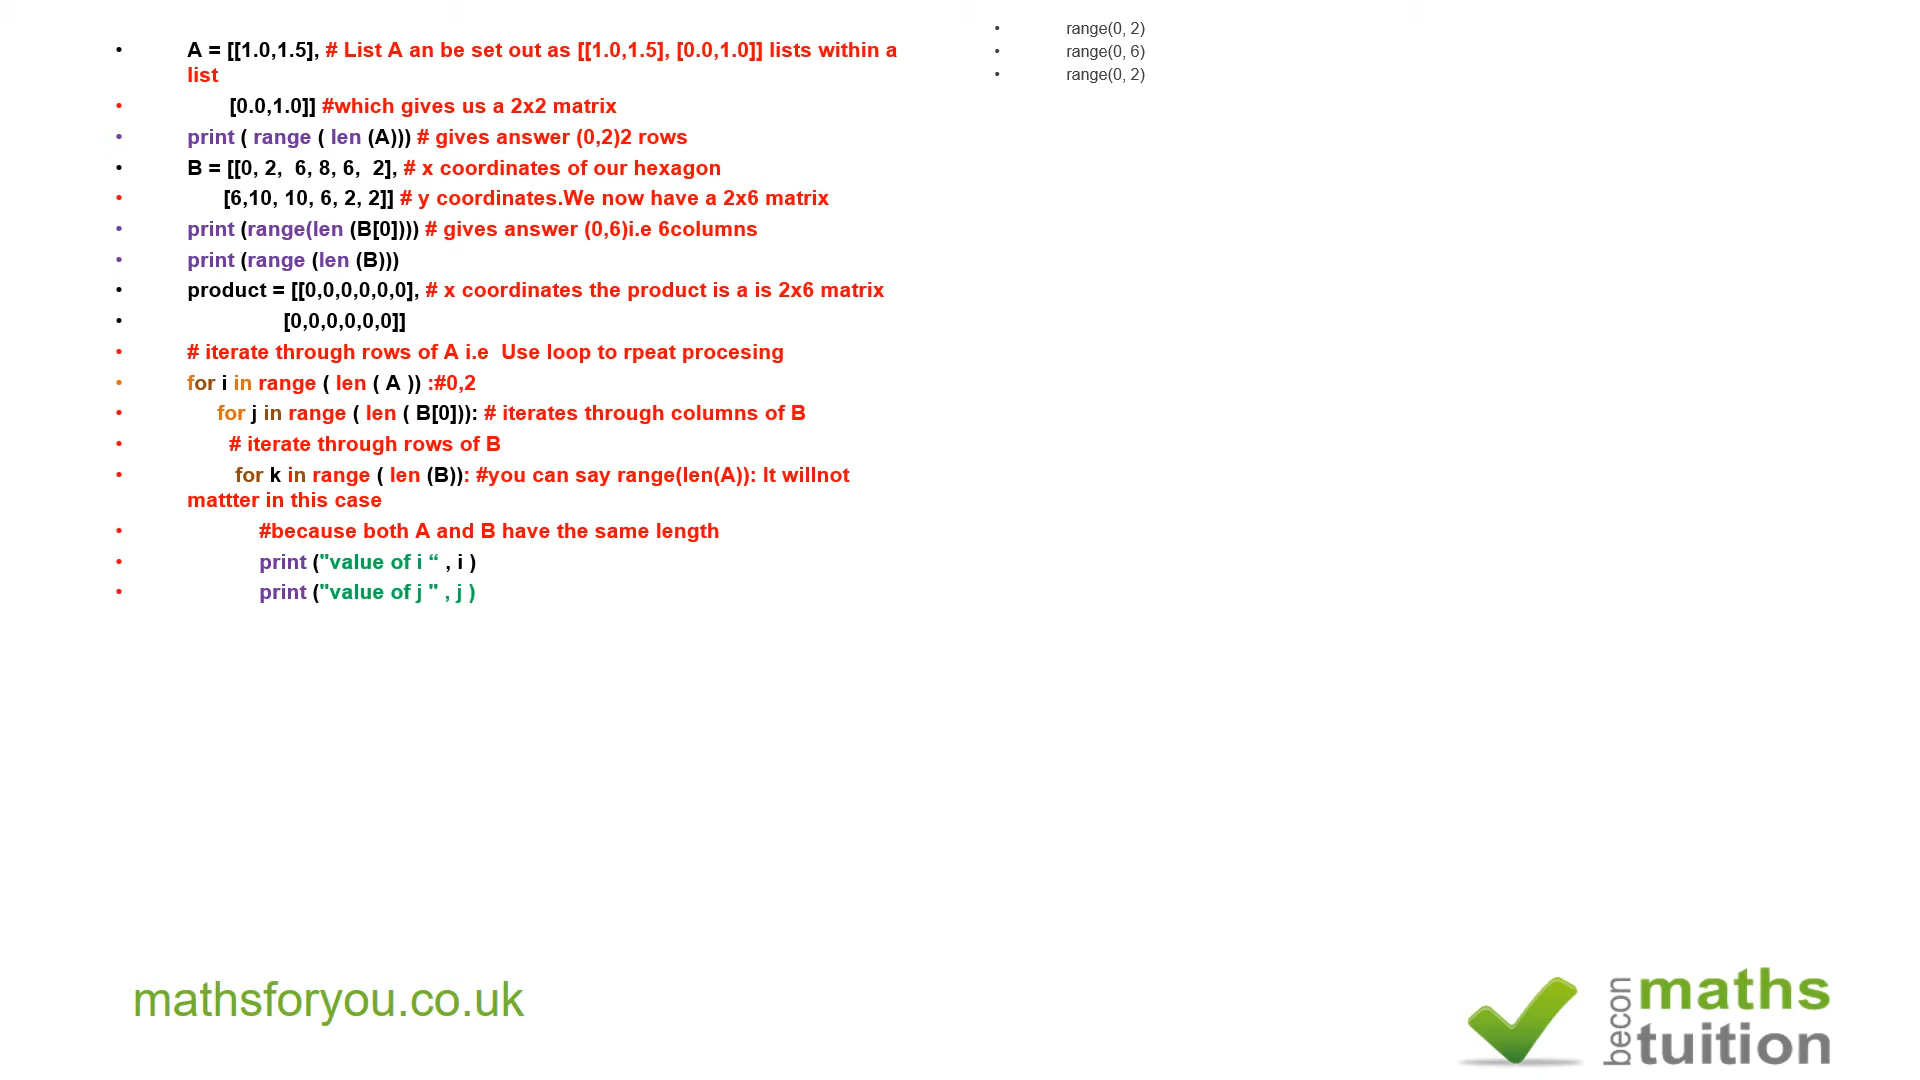 A = [[1.0,1.5], # List A an be set out as [[1.0,1.5], [0.0,1.0]] lists within a
list
[0.0,1.0]] #which gives us a 2x2 matrix
print ( range ( len (A))) # gives answer (0,2)2 rows
B = [[0, 2, 6, 8, 6, 2], # x coordinates of our hexagon
[6,10, 10, 6, 2, 2]] # y coordinates.We now have a 2x6 matrix
print (range(len (B[0]))) # gives answer (0,6)i.e 6columns
print (range (len (B)))
product = [[0,0,0,0,0,0], # x coordinates the product is a is 2x6 matrix
[0,0,0,0,0,0]]
# iterate through rows of A i.e Use loop to rpeat procesing
for i in range ( len ( A )) :#0,2
for j in range ( len ( B[0])): # iterates through columns of B
# iterate through rows of B
for k in range ( len (B)): #you can say range(len(A)): It willnot
mattter in this case
#because both A and B have the same length
print ("value of i “ , i )
print ("value of j " , j )
range(0, 2)
range(0, 6)
range(0, 2)
mathsforyou.co.uk
becon
maths
tuition